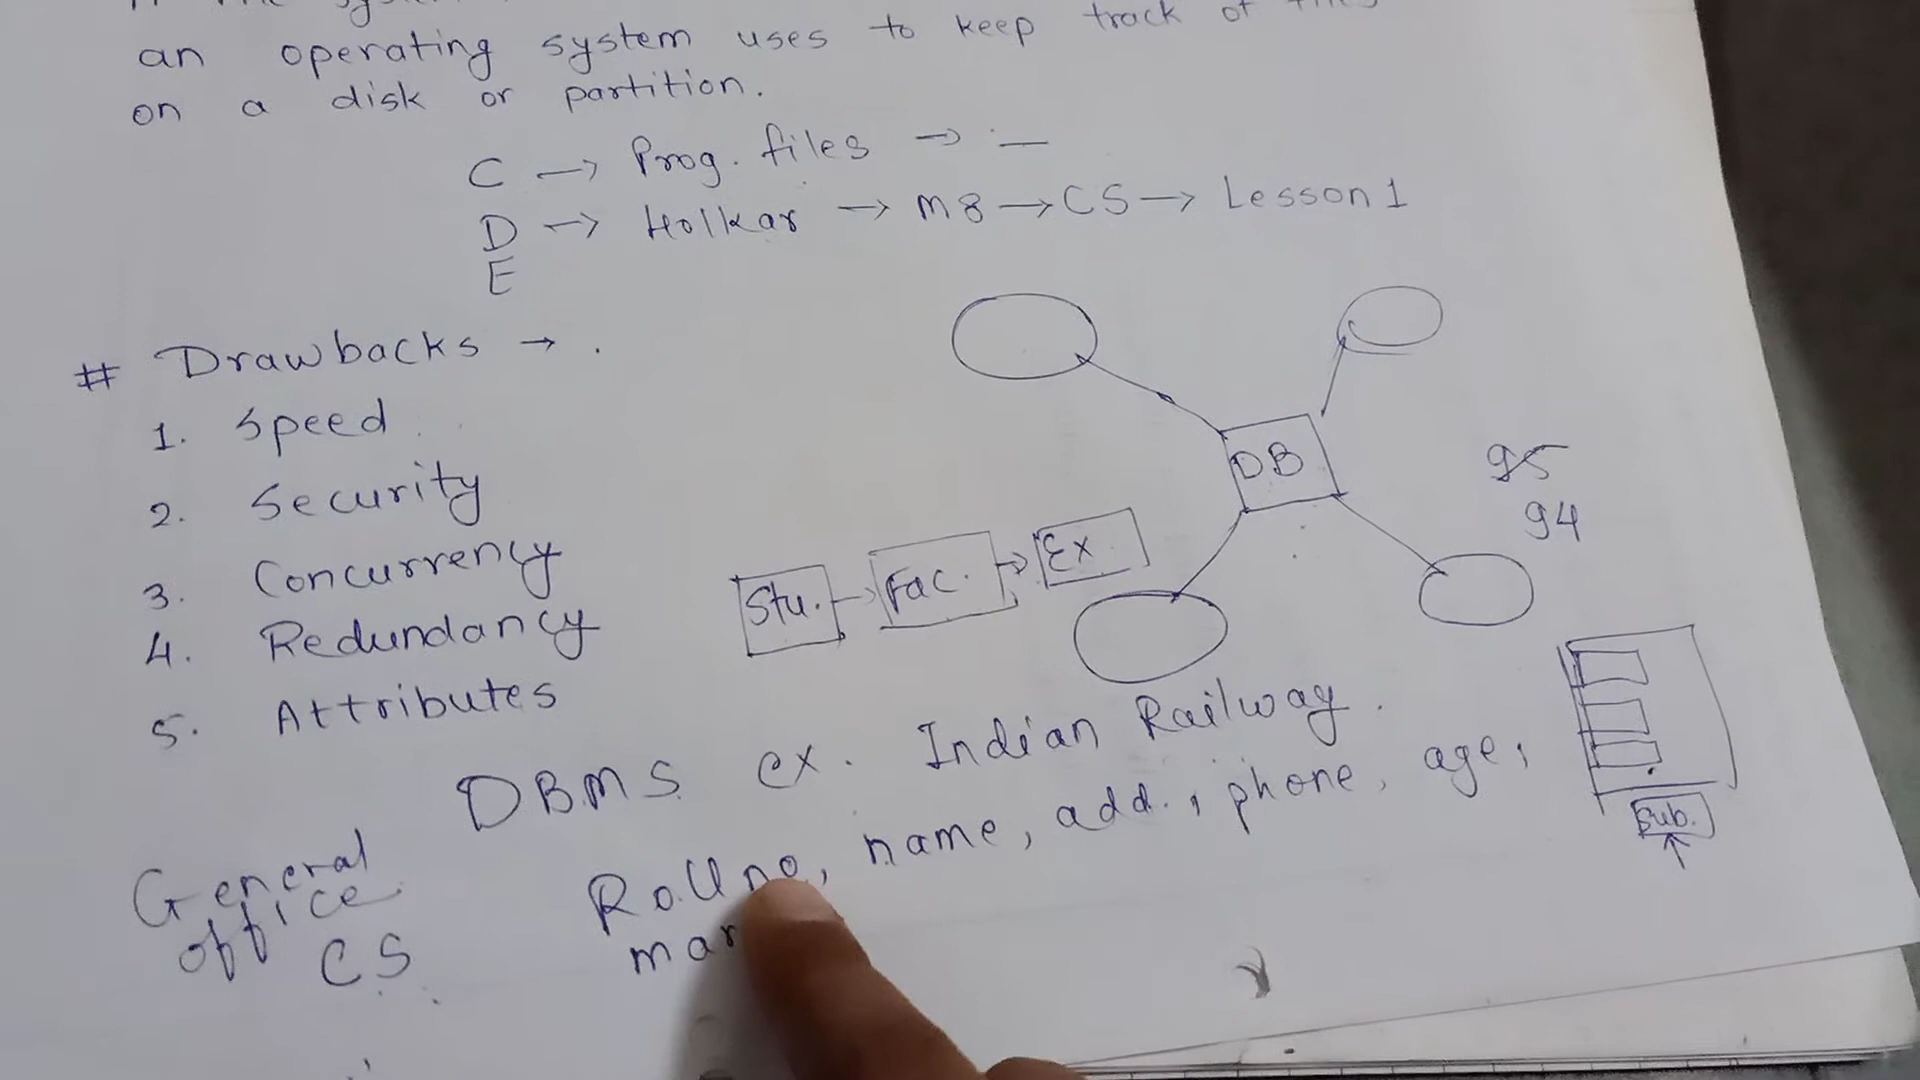 an operating system uses to keep track of
on a disk or partition.
C → Prog. files → —
D → Holkar → M8 → CS → Lesson 1
E
# Drawbacks → .
1. Speed
2. Security
3. Concurrency
4. Redundancy
5. Attributes
DB
95
94
Stu. → Fac. → Ex.
DBMS ex. Indian Railway.
Roll no, name, add., phone, age,
Sub.
General
office
CS